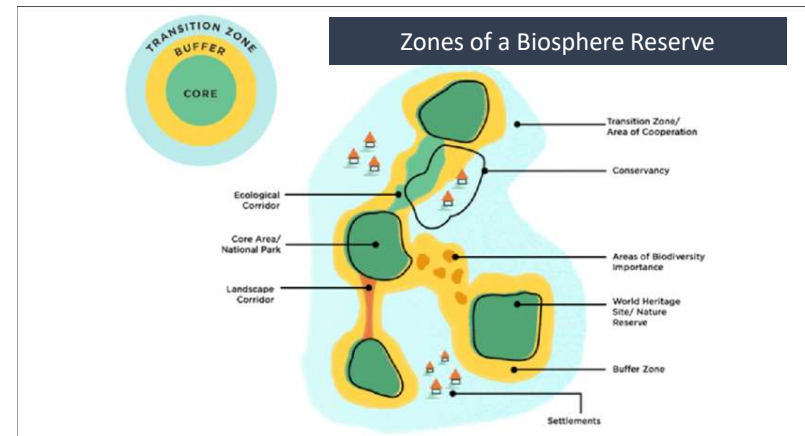 Zones of a Biosphere Reserve
TRANSITION ZONE
BUFFER
CORE
Transition Zone/
Area of Cooperation
Conservancy
Ecological
Corridor
Core Area/
National Park
Landscape
Corridor
Areas of Biodiversity
Importance
World Heritage
Site/ Nature
Reserve
Buffer Zone
Settlements